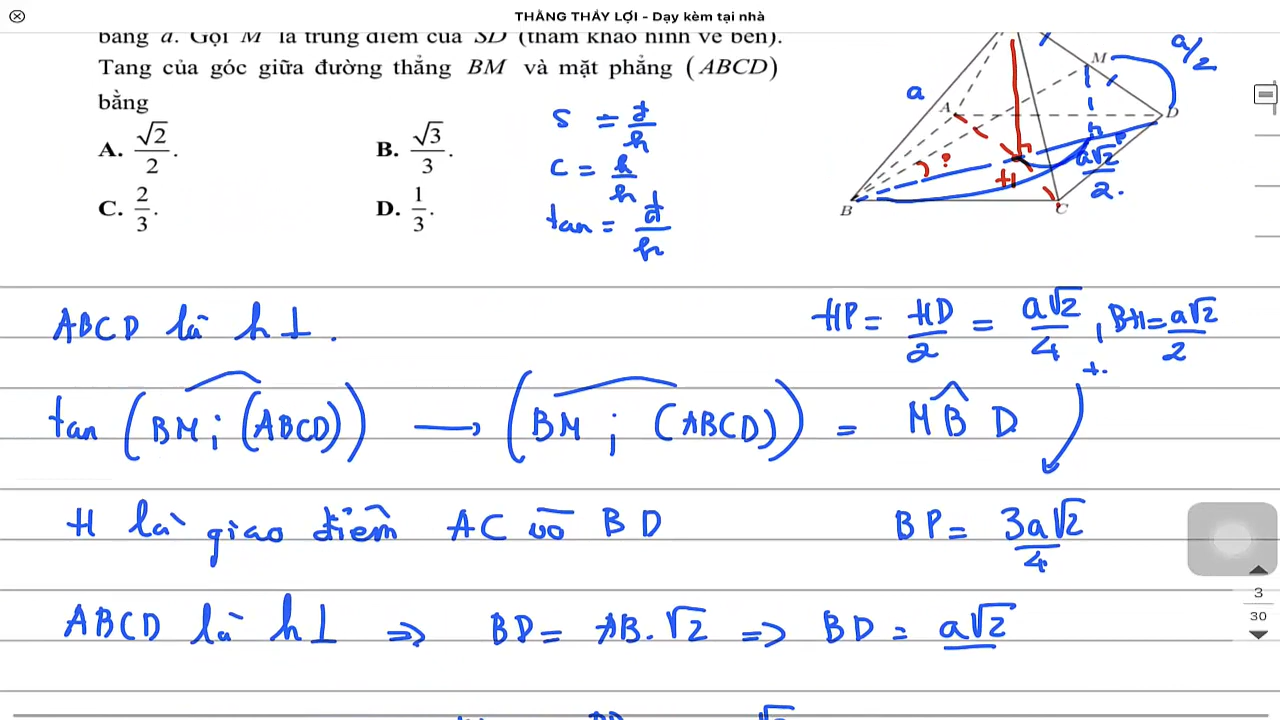 THẮNG THẦY LỢI - Dạy kèm tại nhà
bằng a. Gọi M là trung điểm của SD (tham khảo hình vẽ bên).
Tang của góc giữa đường thẳng BM và mặt phẳng (ABCD)
bằng
A. √2/2.
B. √3/3.
C. 2/3.
D. 1/3.
S = đ/h
C = k/h
tan = đ/k
a
A
M
a/2
D
?
H
P
a√2/2.
B
C
ABCD là h⊥.
HP = HD/2 = a√2/4, BH = a√2/2
+.
tan (BM; (ABCD)) → (BM; (ABCD)) = MBD
H là giao điểm AC và BD
BP = 3a√2/4
ABCD là h⊥ => BD = AB.√2 => BD = a√2
3
30